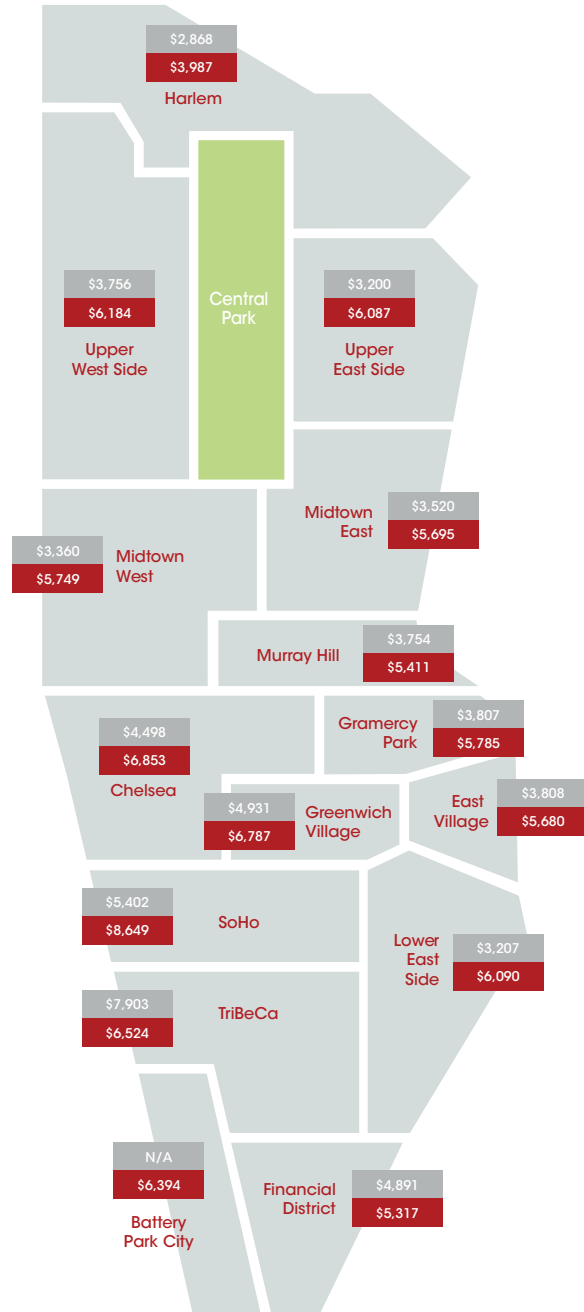 $2,868
$3,987
Harlem
$3,756
$6,184
Upper
West Side
Central
Park
$3,200
$6,087
Upper
East Side
Midtown
East
$3,520
$5,695
$3,360
$5,749
Midtown
West
Murray Hill
$3,754
$5,411
$4,498
$6,853
Chelsea
Gramercy
Park
$3,807
$5,785
$4,931
$6,787
Greenwich
Village
East
Village
$3,808
$5,680
$5,402
$8,649
SoHo
Lower
East
Side
$3,207
$6,090
$7,903
$6,524
TriBeCa
N/A
$6,394
Battery
Park City
Financial
District
$4,891
$5,317